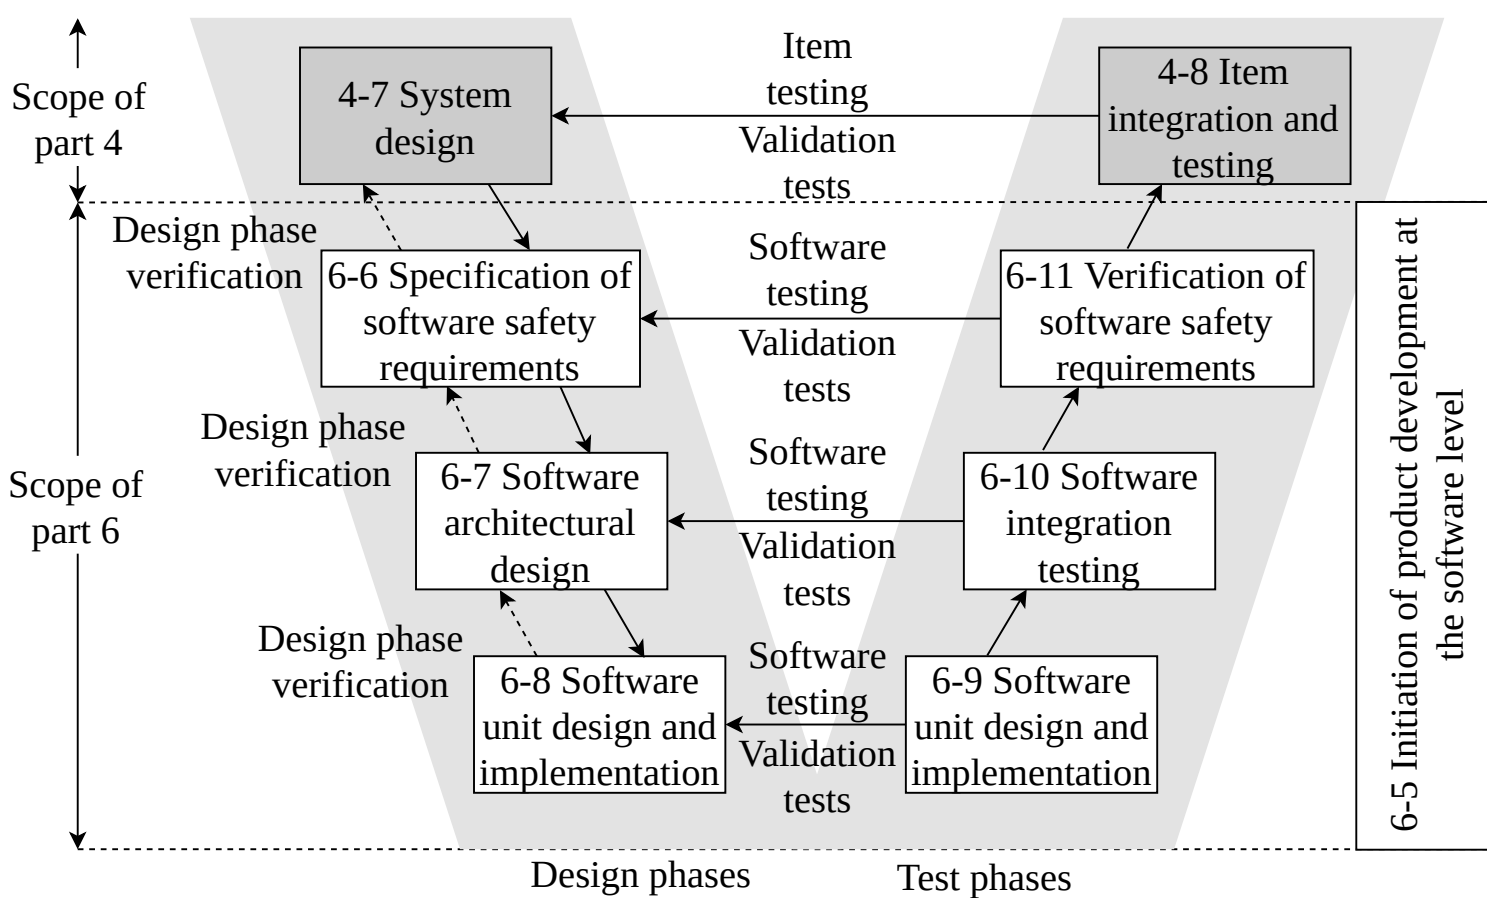 Scope of
part 4
4-7 System
design
Item
testing
Validation
tests
4-8 Item
integration and
testing
Design phase
verification
6-6 Specification of
software safety
requirements
Software
testing
Validation
tests
6-11 Verification of
software safety
requirements
Scope of
part 6
Design phase
verification
6-7 Software
architectural
design
Software
testing
Validation
tests
6-10 Software
integration
testing
Design phase
verification
6-8 Software
unit design and
implementation
Software
testing
Validation
tests
6-9 Software
unit design and
implementation
6-5 Initiation of product development at
the software level
Design phases
Test phases